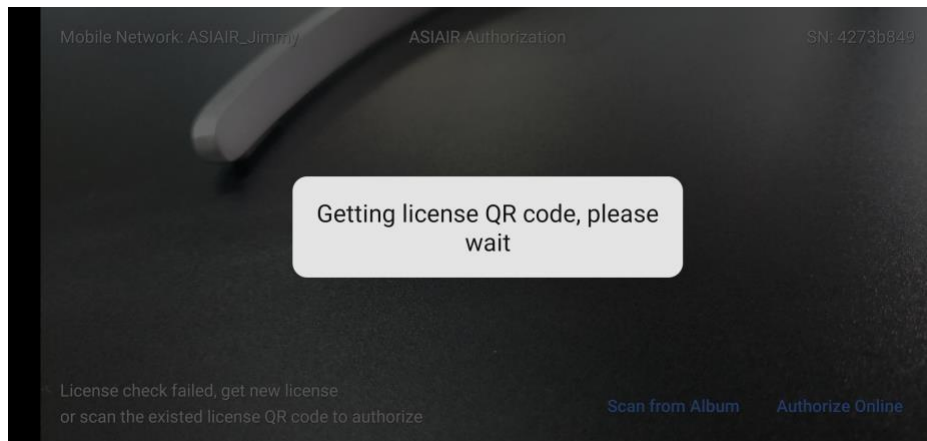 Mobile Network: ASIAIR_Jimmy
ASIAIR Authorization
SN: 4273b849
Getting license QR code, please
wait
License check failed, get new license
or scan the existed license QR code to authorize
Scan from Album
Authorize Online